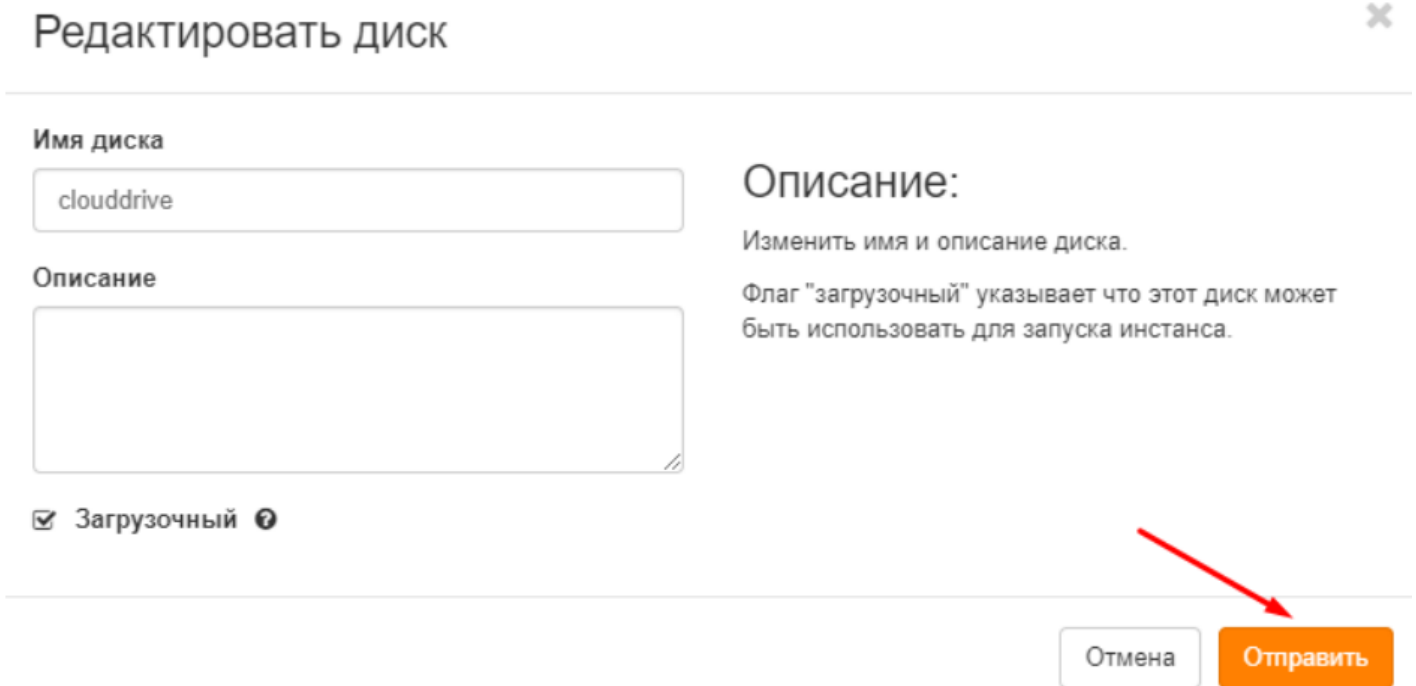 Редактировать диск
Имя диска
clouddrive
Описание
Загрузочный
Описание:
Изменить имя и описание диска.
Флаг "загрузочный" указывает что этот диск может
быть использовать для запуска инстанса.
Отмена
Отправить